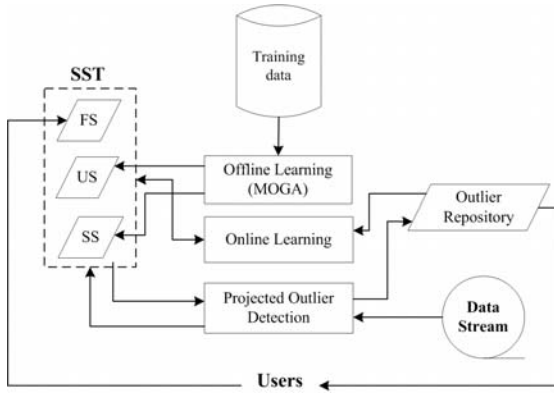 Training
data
SST
FS
US
SS
Offline Learning
(MOGA)
Online Learning
Outlier
Repository
Projected Outlier
Detection
Data
Stream
Users